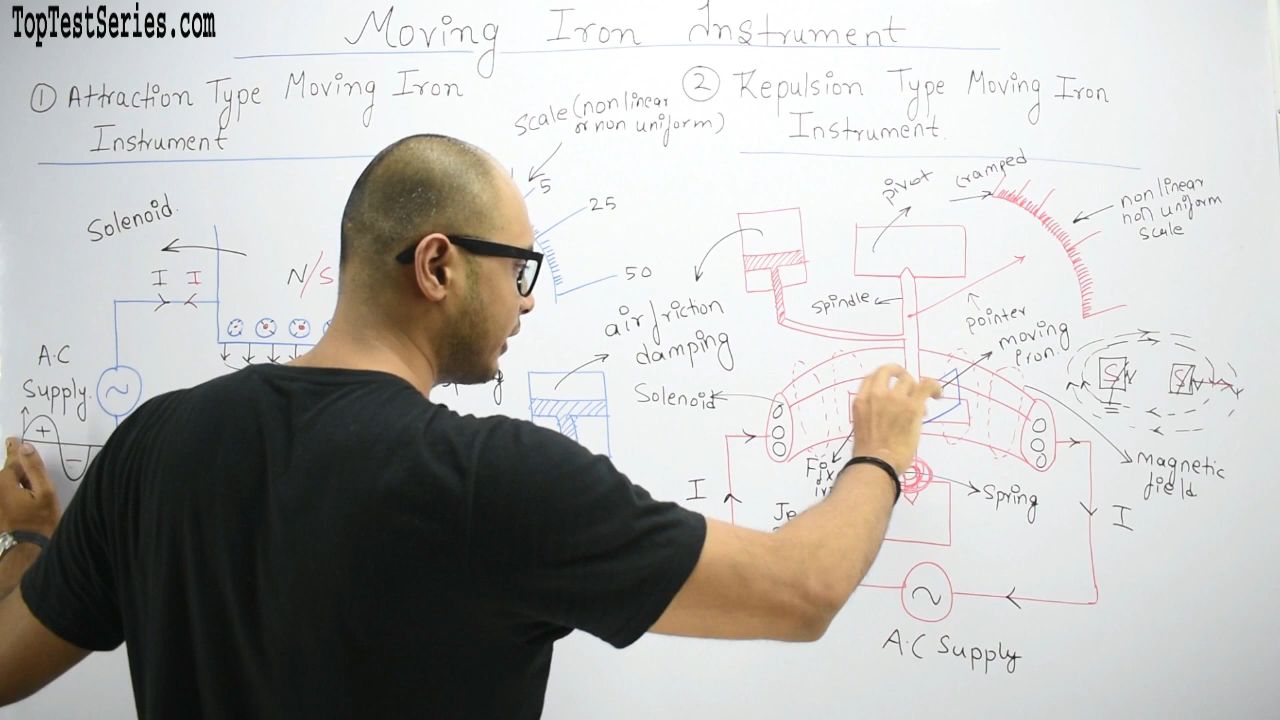 TopTestSeries.com
Moving Iron Instrument
① Attraction Type Moving Iron
Instrument
② Repulsion Type Moving Iron
Instrument.
scale (nonlinear
or non uniform)
5
25
50
Solenoid.
I I
N/S
A.C
Supply.
+
−
air friction
damping
pivot
cramped
nonlinear
non uniform
scale
spindle
pointer
moving
Iron.
Solenoid
S N
S N
Magnetic
field
Spring
I
I
A.C Supply